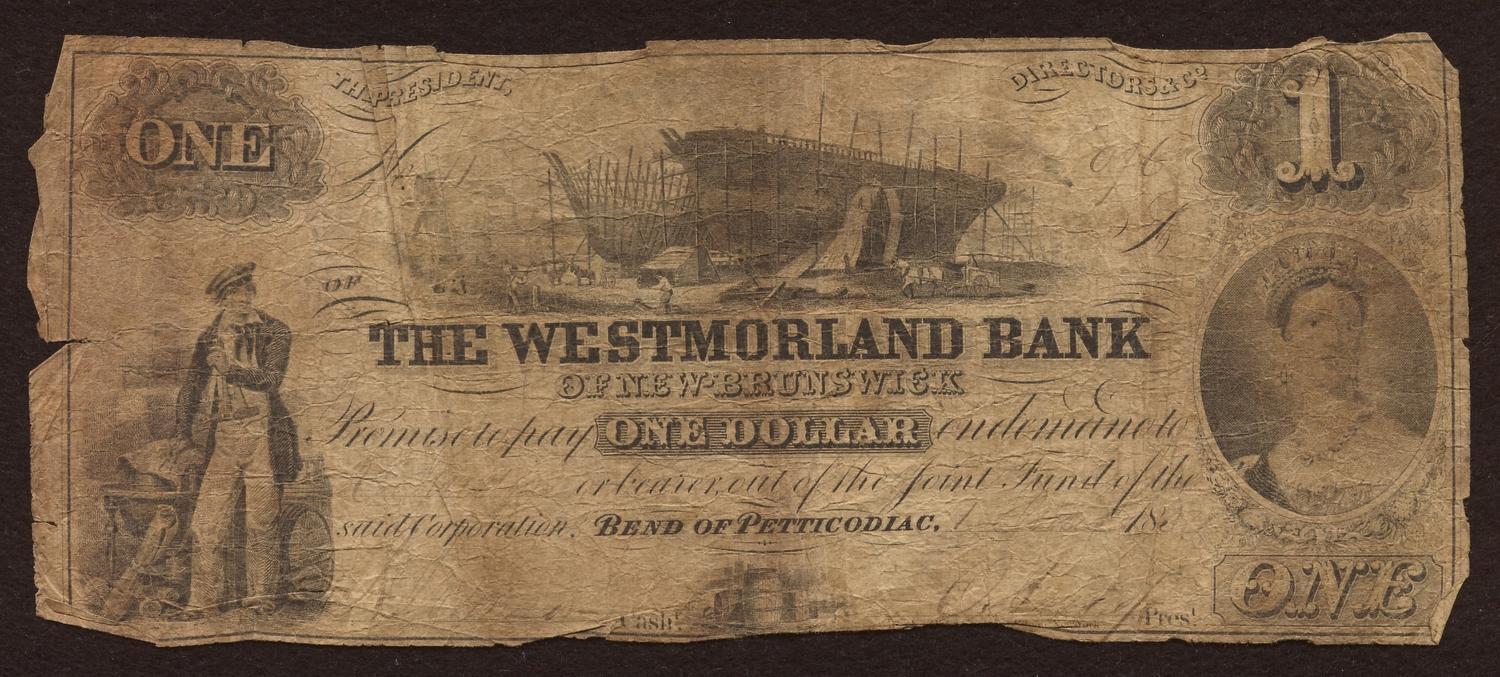 THE PRESIDENT, DIRECTORS & Co
ONE
1
OF
THE WESTMORLAND BANK
OF NEW-BRUNSWICK
Promise to pay ONE DOLLAR on demand to
or bearer, out of the Joint Fund of the
said Corporation. BEND OF PETTICODIAC, 18
Cash.r
Pres.t
ONE